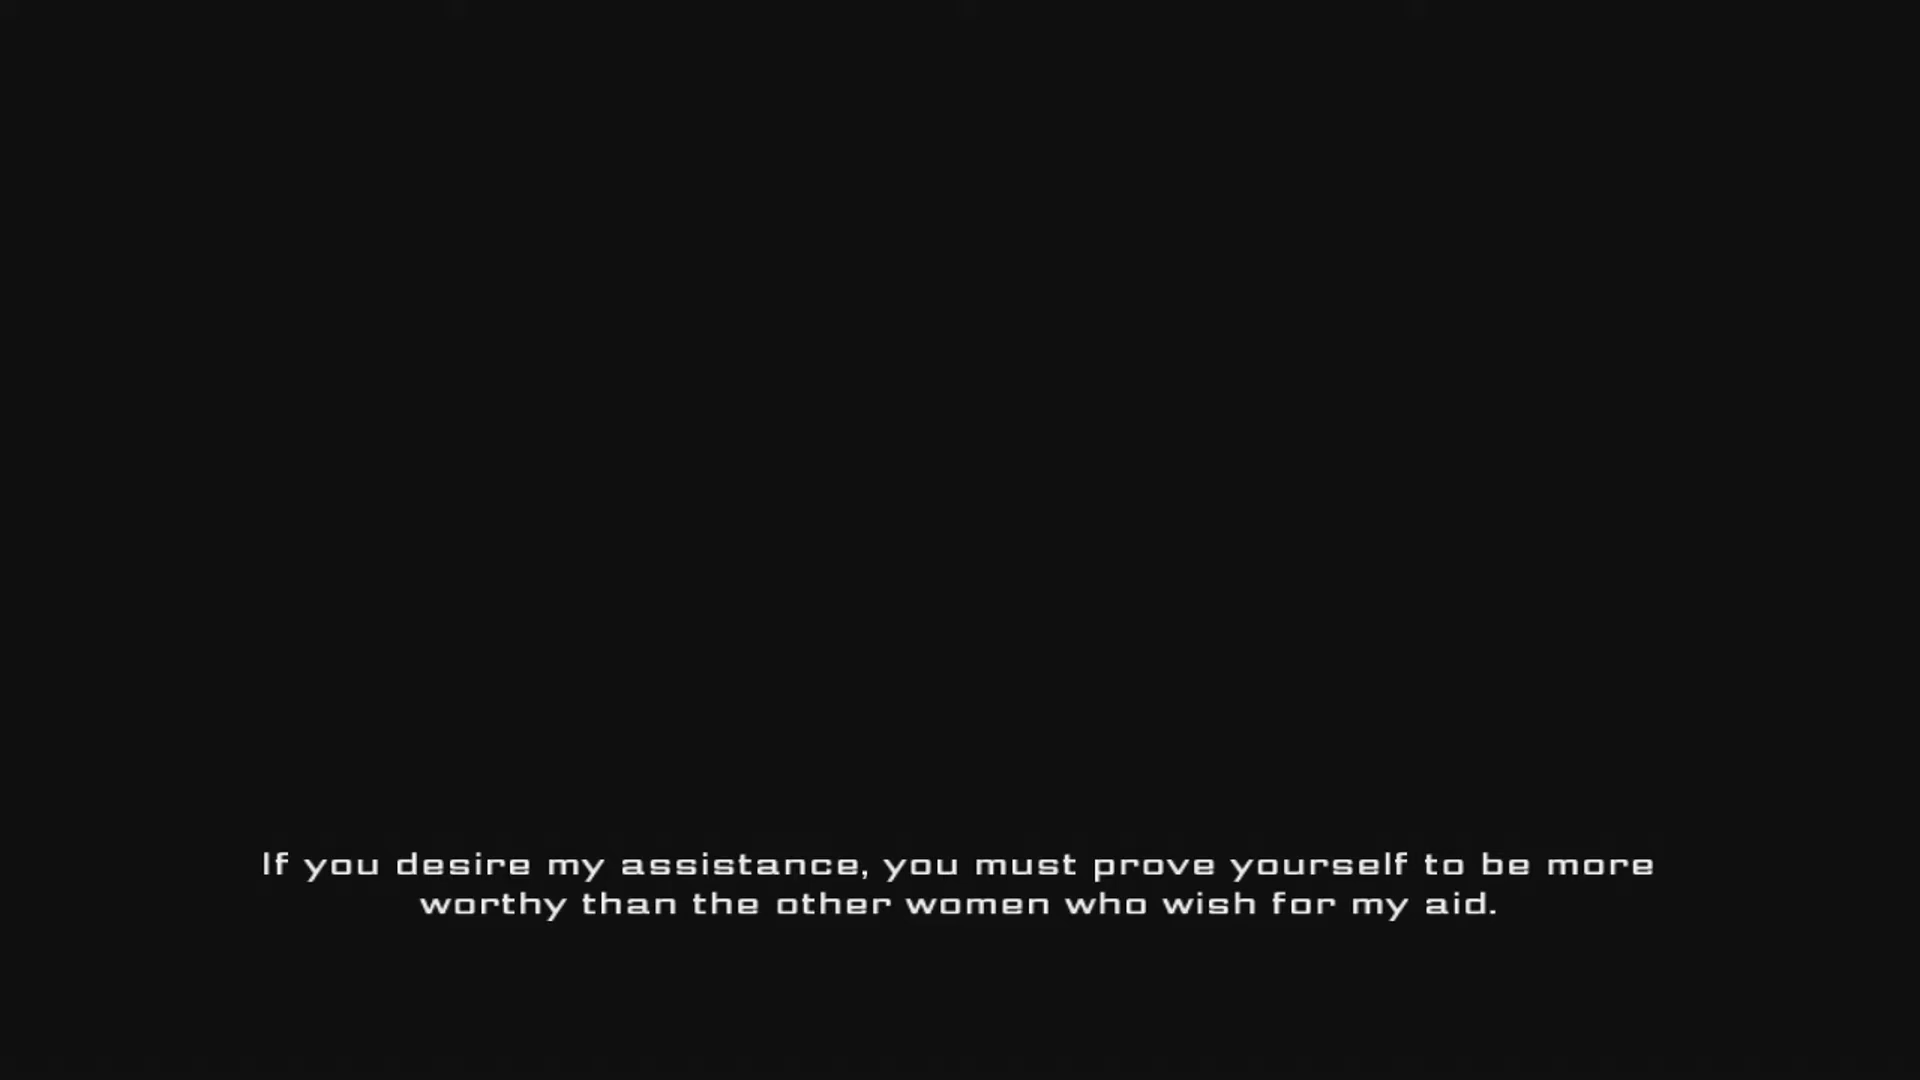 If you desire my assistance, you must prove yourself to be more
worthy than the other women who wish for my aid.